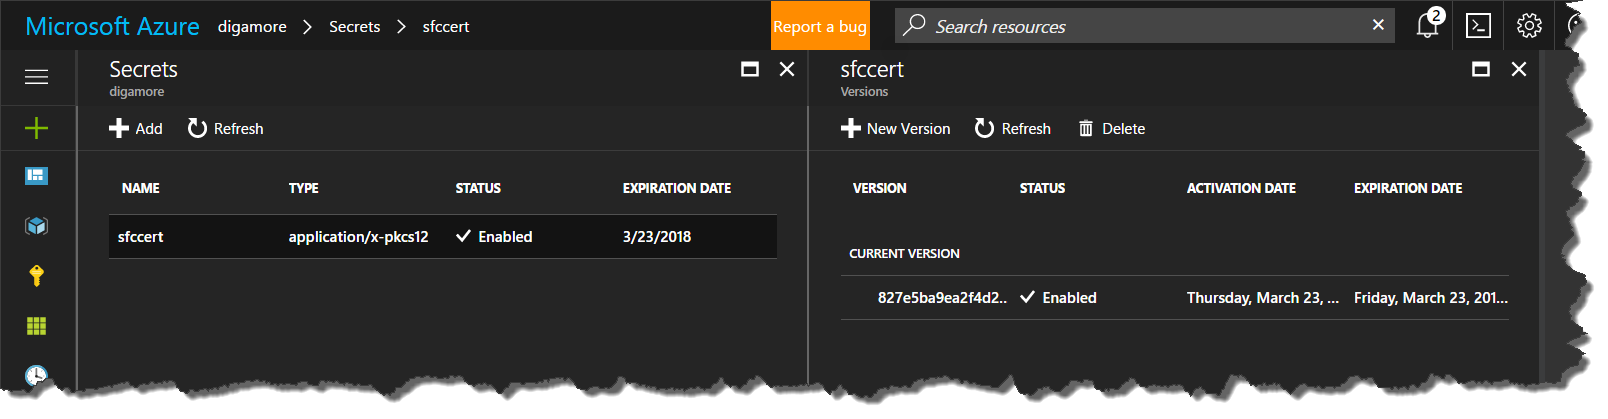 Microsoft Azure digamore > Secrets > sfccert Report a bug Search resources 2
Secrets
digamore
Add Refresh
NAME TYPE STATUS EXPIRATION DATE
sfccert application/x-pkcs12 Enabled 3/23/2018
sfccert
Versions
New Version Refresh Delete
VERSION STATUS ACTIVATION DATE EXPIRATION DATE
CURRENT VERSION
827e5ba9ea2f4d2.. Enabled Thursday, March 23, ... Friday, March 23, 201...